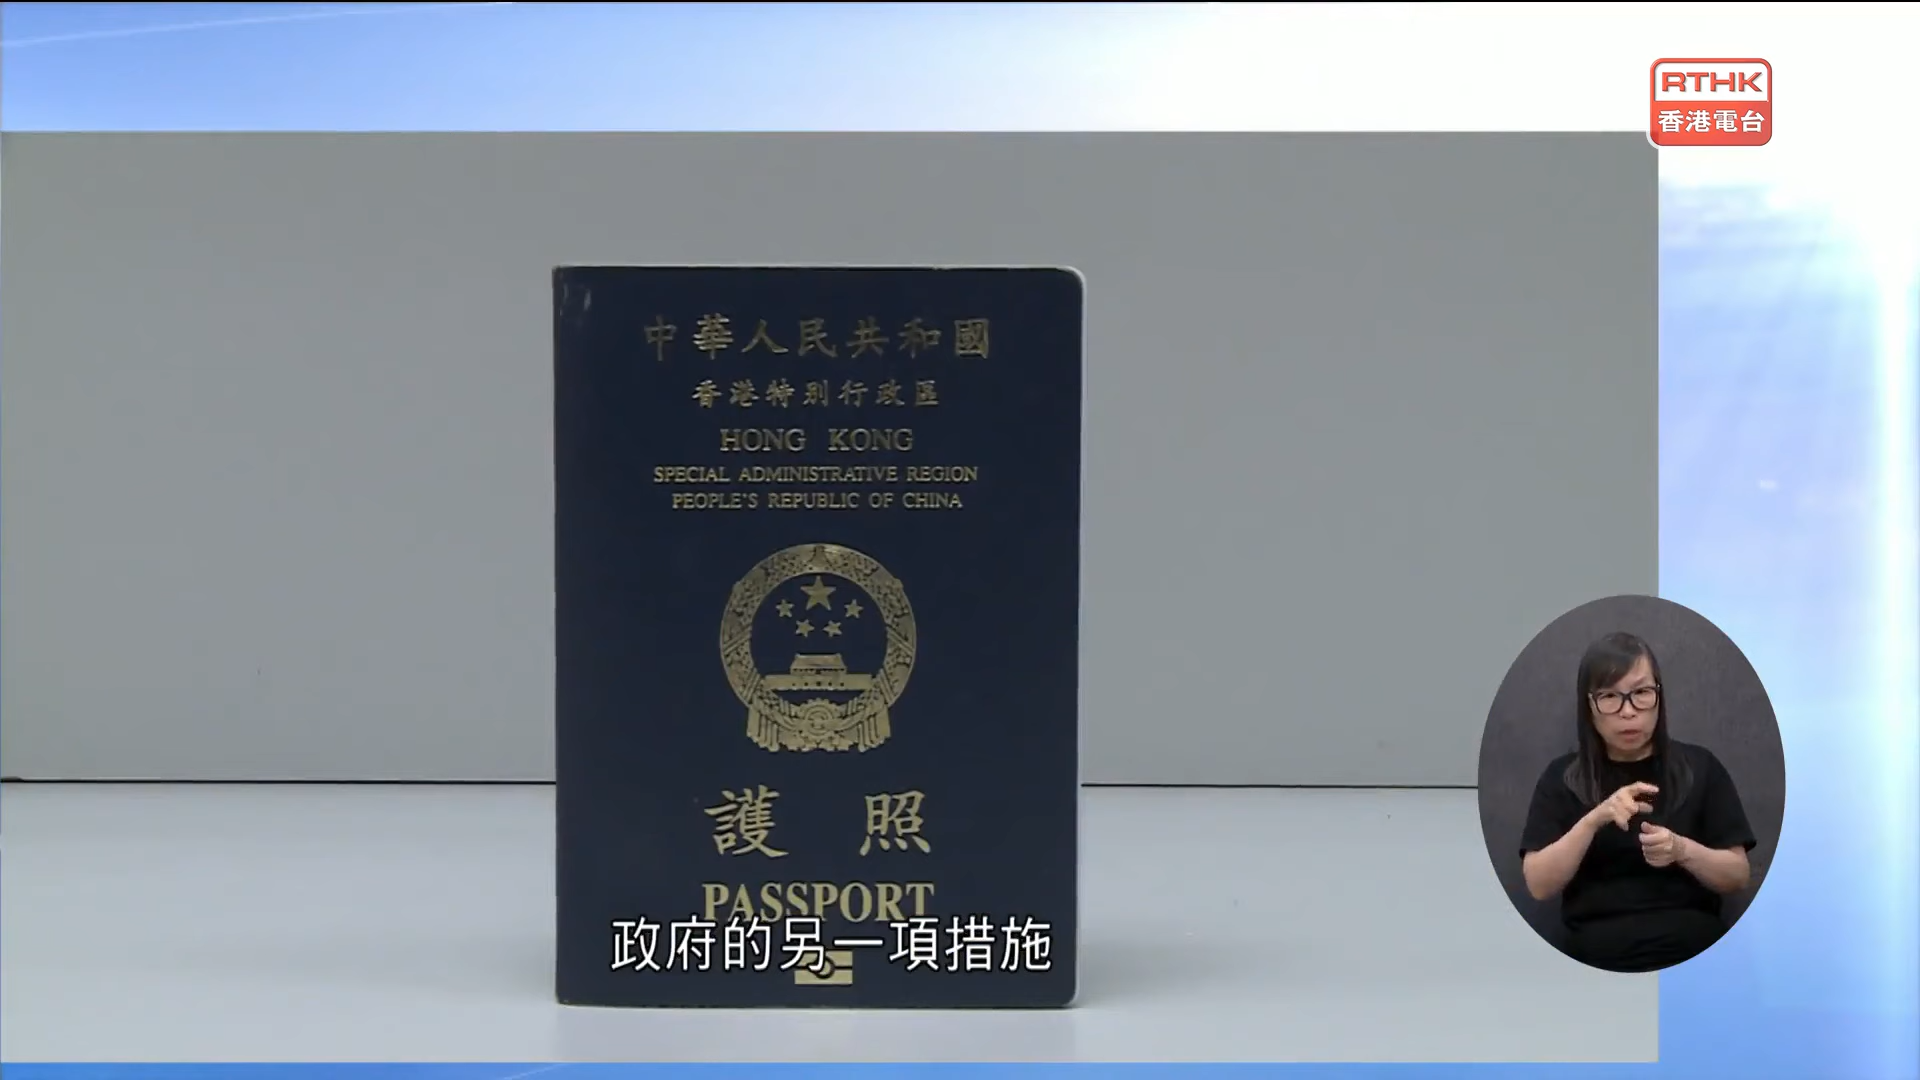 RTHK
香港電台
中華人民共和國
香港特別行政區
HONG KONG
SPECIAL ADMINISTRATIVE REGION
PEOPLE'S REPUBLIC OF CHINA
護照
PASSPORT
政府的另一項措施